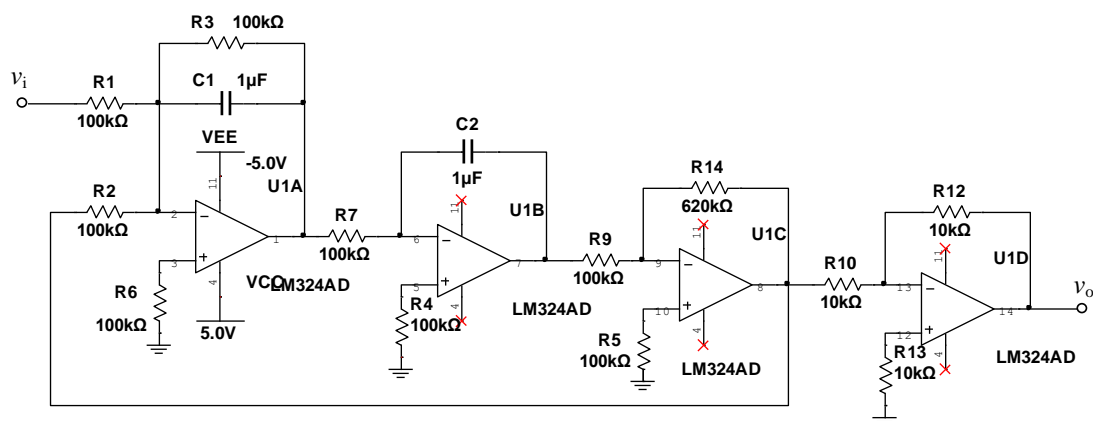 R3
100kΩ
vi
R1
100kΩ
C1
1µF
VEE
-5.0V
11
U1A
R2
100kΩ
2
3
1
4
R6
100kΩ
VCC
LM324AD
5.0V
R7
100kΩ
C2
1µF
11
U1B
6
5
7
4
R4
100kΩ
LM324AD
R9
100kΩ
R14
620kΩ
11
U1C
9
10
8
4
R5
100kΩ
LM324AD
R10
10kΩ
R12
10kΩ
11
U1D
13
12
14
4
R13
10kΩ
LM324AD
vo